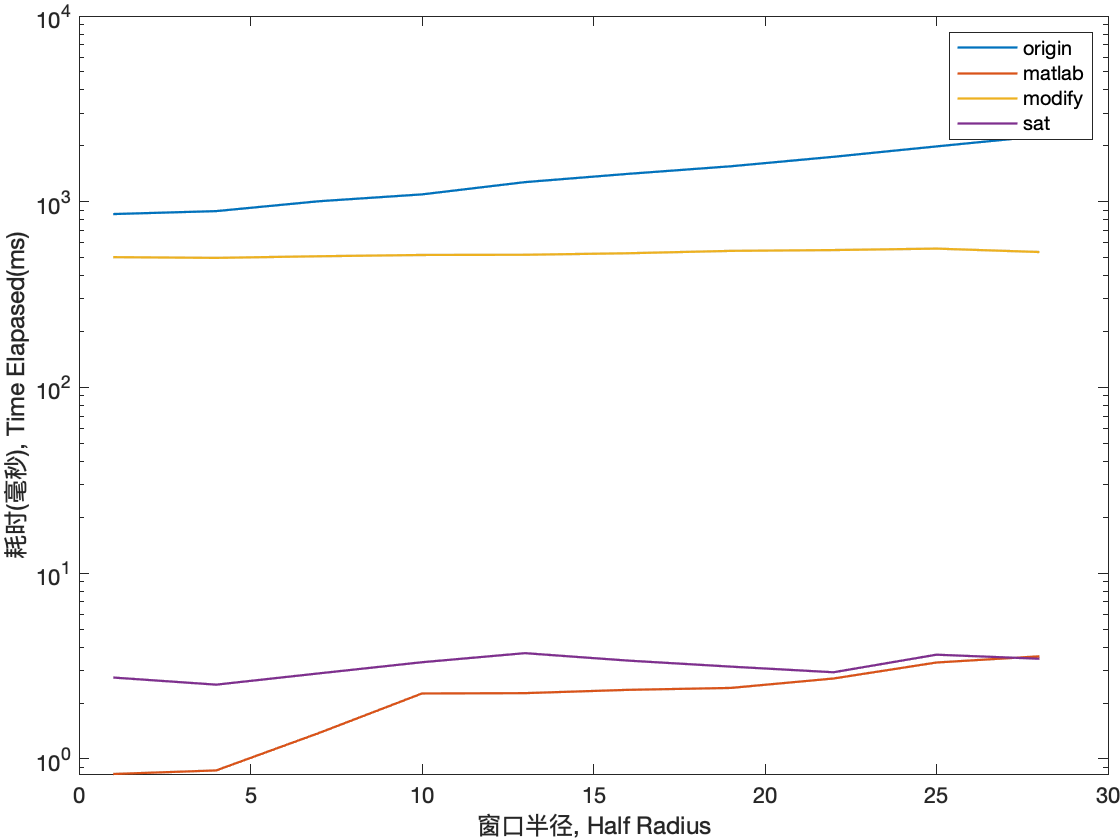 10^4
10^3
10^2
10^1
10^0
耗时(毫秒), Time Elapased(ms)
origin
matlab
modify
sat
0 5 10 15 20 25 30
窗口半径, Half Radius